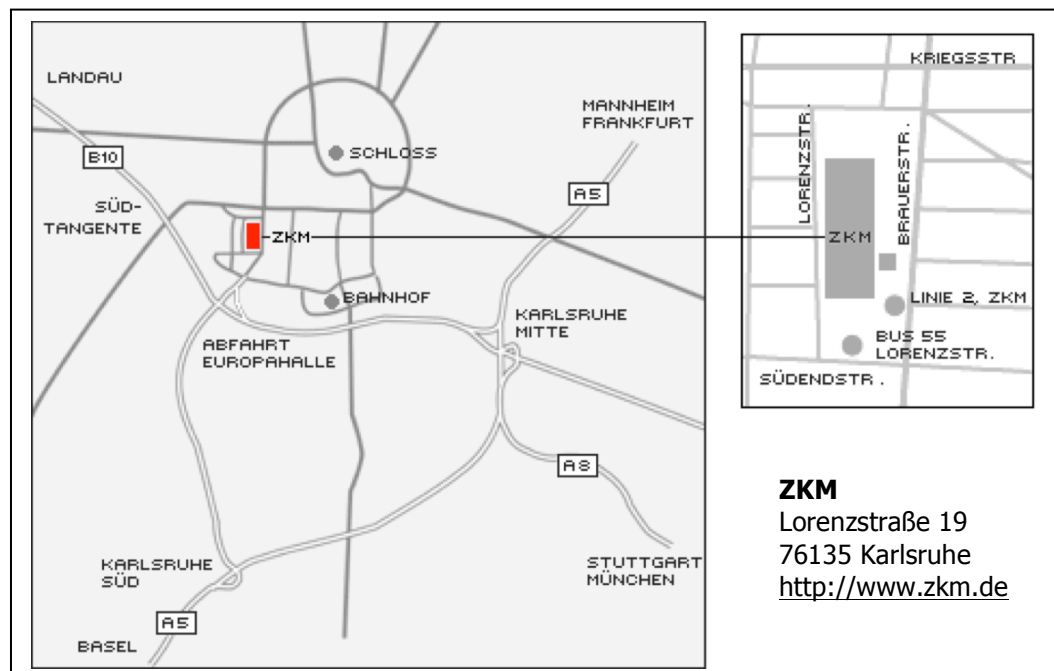 LANDAU
MANNHEIM
FRANKFURT
B10
SCHLOSS
A5
SÜD-
TANGENTE
ZKM
BAHNHOF
KARLSRUHE
MITTE
ABFAHRT
EUROPAHALLE
A8
KARLSRUHE
SÜD
STUTTGART
MÜNCHEN
A5
BASEL
KRIEGSSTR
LORENZSTR.
BRAUERSTR.
ZKM
LINIE 2, ZKM
BUS 55
LORENZSTR.
SÜDENDSTR.
ZKM
Lorenzstraße 19
76135 Karlsruhe
http://www.zkm.de